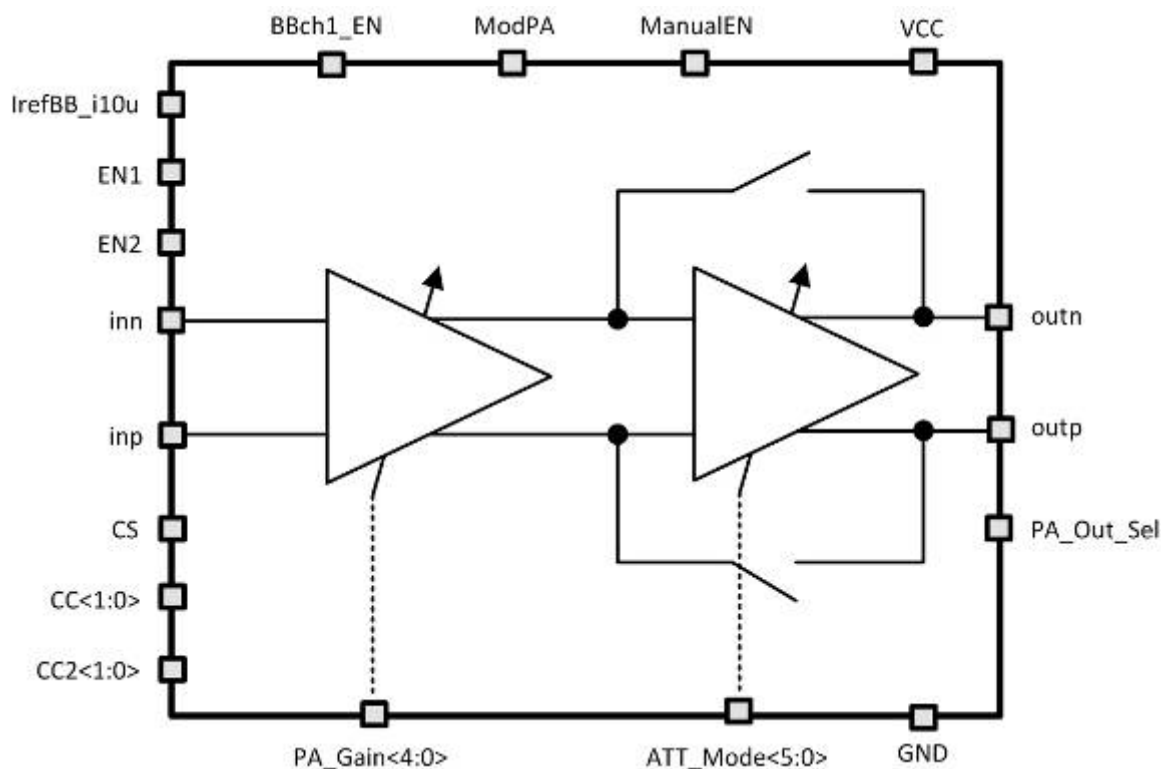 BBch1_EN
ModPA
ManualEN
VCC
IrefBB_i10u
EN1
EN2
inn
outn
inp
outp
CS
PA_Out_Sel
CC<1:0>
CC2<1:0>
PA_Gain<4:0>
ATT_Mode<5:0>
GND